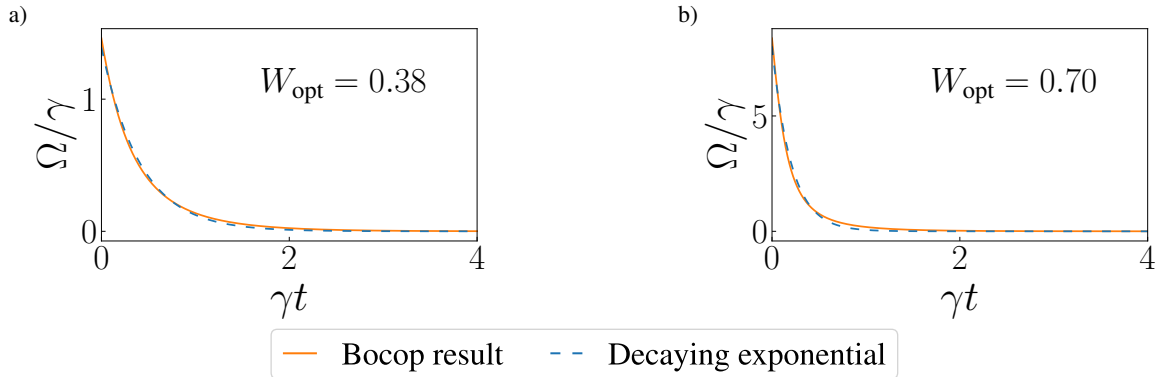 a)
Ω/γ
1
0
W_opt = 0.38
0 2 4
γt
b)
Ω/γ
5
0
W_opt = 0.70
0 2 4
γt
Bocop result
Decaying exponential